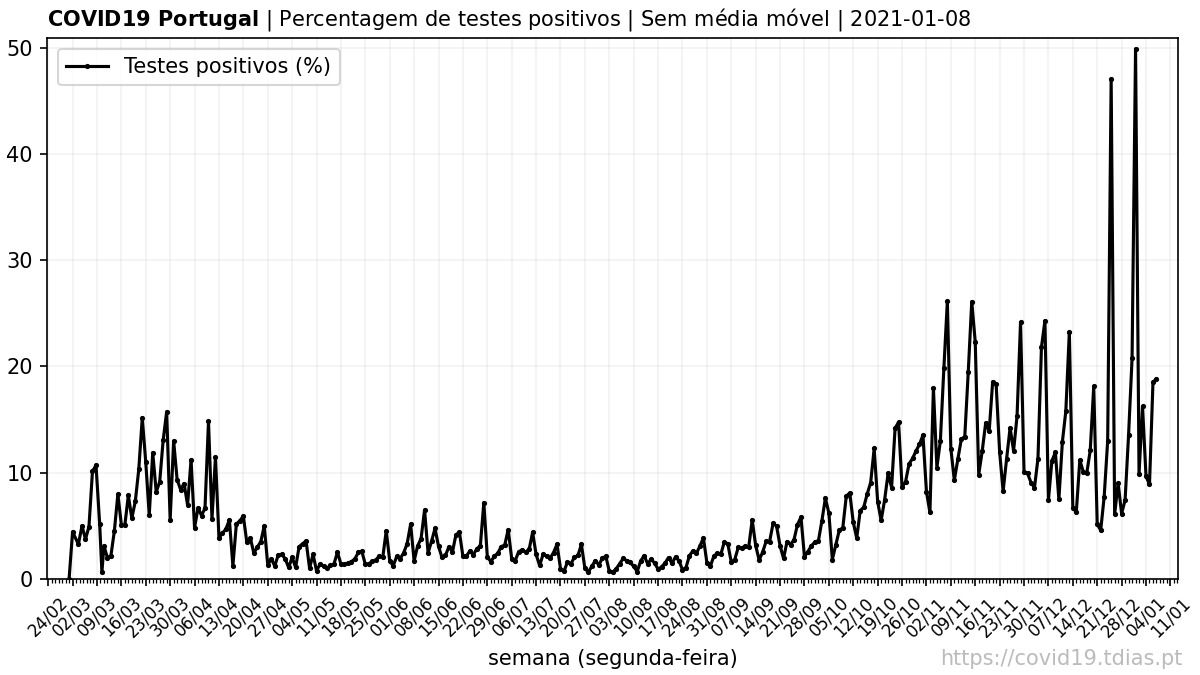 COVID19 Portugal | Percentagem de testes positivos | Sem média móvel | 2021-01-08
Testes positivos (%)
50
40
30
20
10
0
24/02 02/03 09/03 16/03 23/03 30/03 06/04 13/04 20/04 27/04 04/05 11/05 18/05 25/05 01/06 08/06 15/06 22/06 29/06 06/07 13/07 20/07 27/07 03/08 10/08 17/08 24/08 31/08 07/09 14/09 21/09 28/09 05/10 12/10 19/10 26/10 02/11 09/11 16/11 23/11 30/11 07/12 14/12 21/12 28/12 04/01 11/01
semana (segunda-feira)
https://covid19.tdias.pt